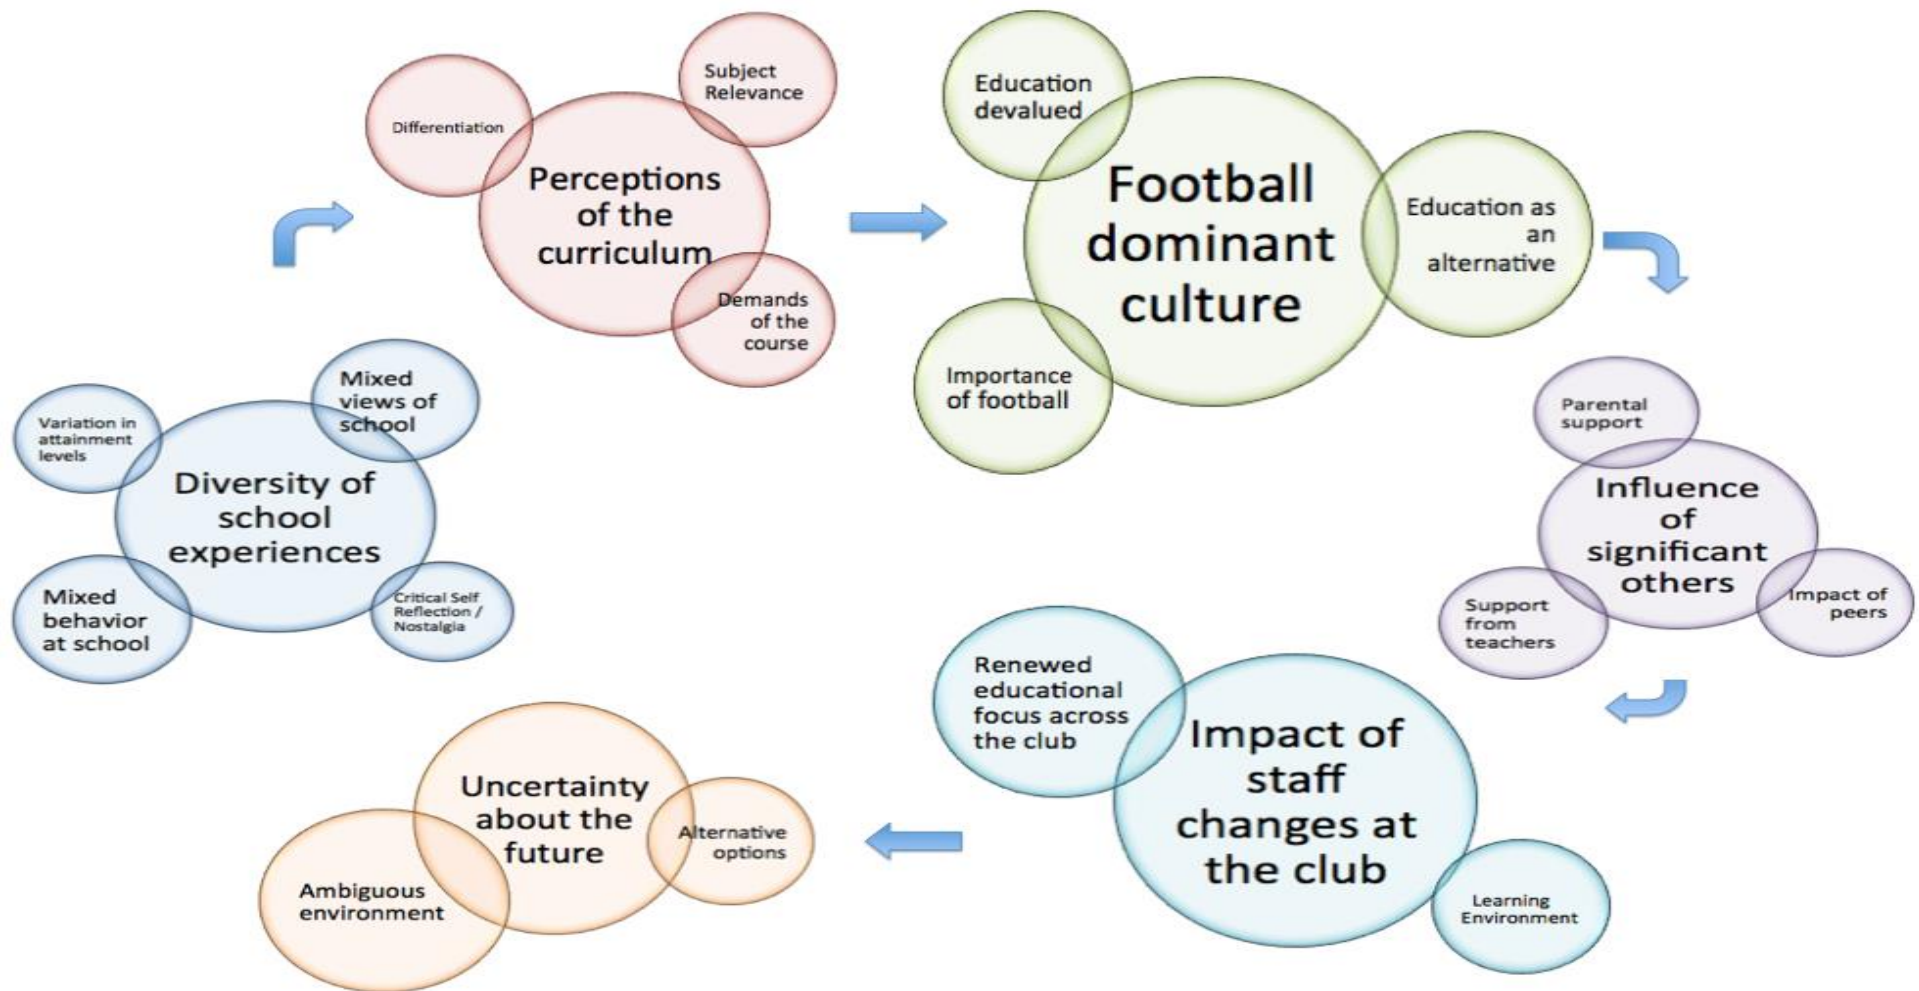 Differentiation
Subject
Relevance
Perceptions
of the
curriculum
Demands
of the
course
Education
devalued
Football
dominant
culture
Education as
an
alternative
Importance
of football
Parental
support
Influence
of
significant
others
Support
from
teachers
Impact of
peers
Renewed
educational
focus across
the club
Impact of
staff
changes at
the club
Learning
Environment
Uncertainty
about the
future
Alternative
options
Ambiguous
environment
Variation in
attainment
levels
Mixed
views of
school
Diversity of
school
experiences
Mixed
behavior
at school
Critical Self
Reflection /
Nostalgia